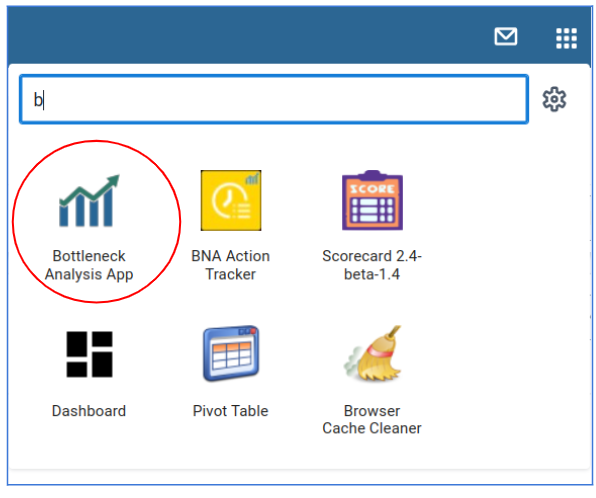 b
SCORE
Bottleneck
Analysis App
BNA Action
Tracker
Scorecard 2.4-
beta-1.4
Dashboard
Pivot Table
Browser
Cache Cleaner